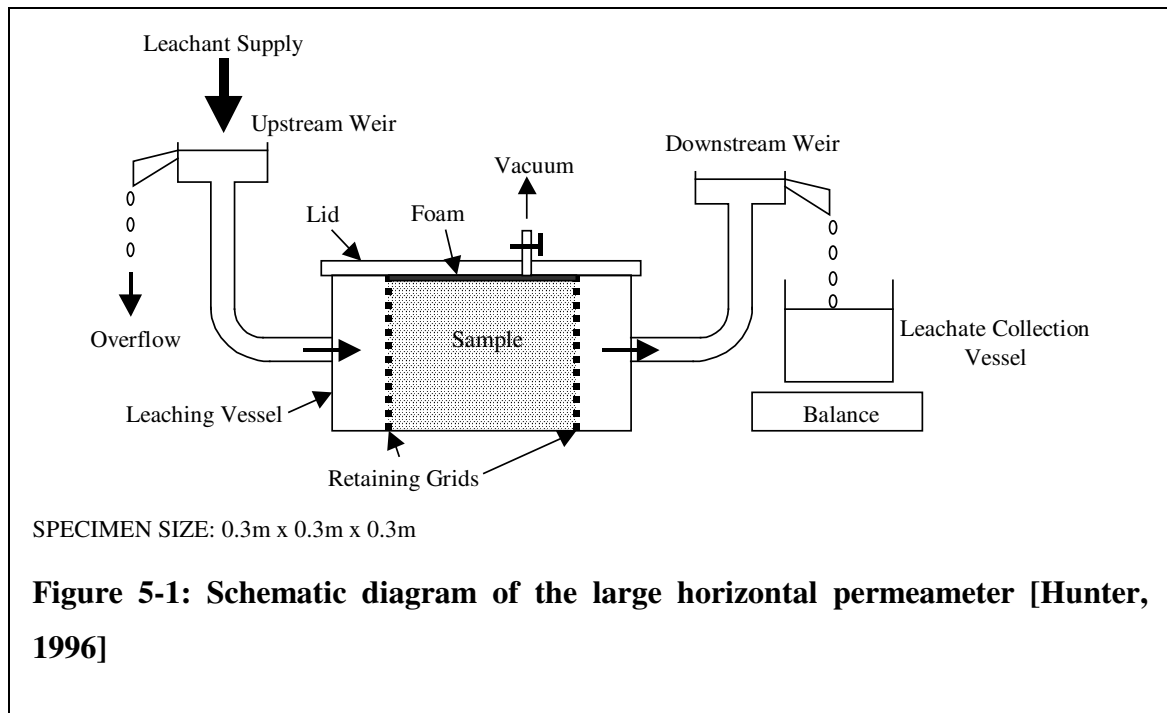 Leachant Supply
Upstream Weir
Downstream Weir
Vacuum
Lid
Foam
Overflow
Sample
Leachate Collection
Vessel
Leaching Vessel
Balance
Retaining Grids
SPECIMEN SIZE: 0.3m x 0.3m x 0.3m
Figure 5-1: Schematic diagram of the large horizontal permeameter [Hunter,
1996]